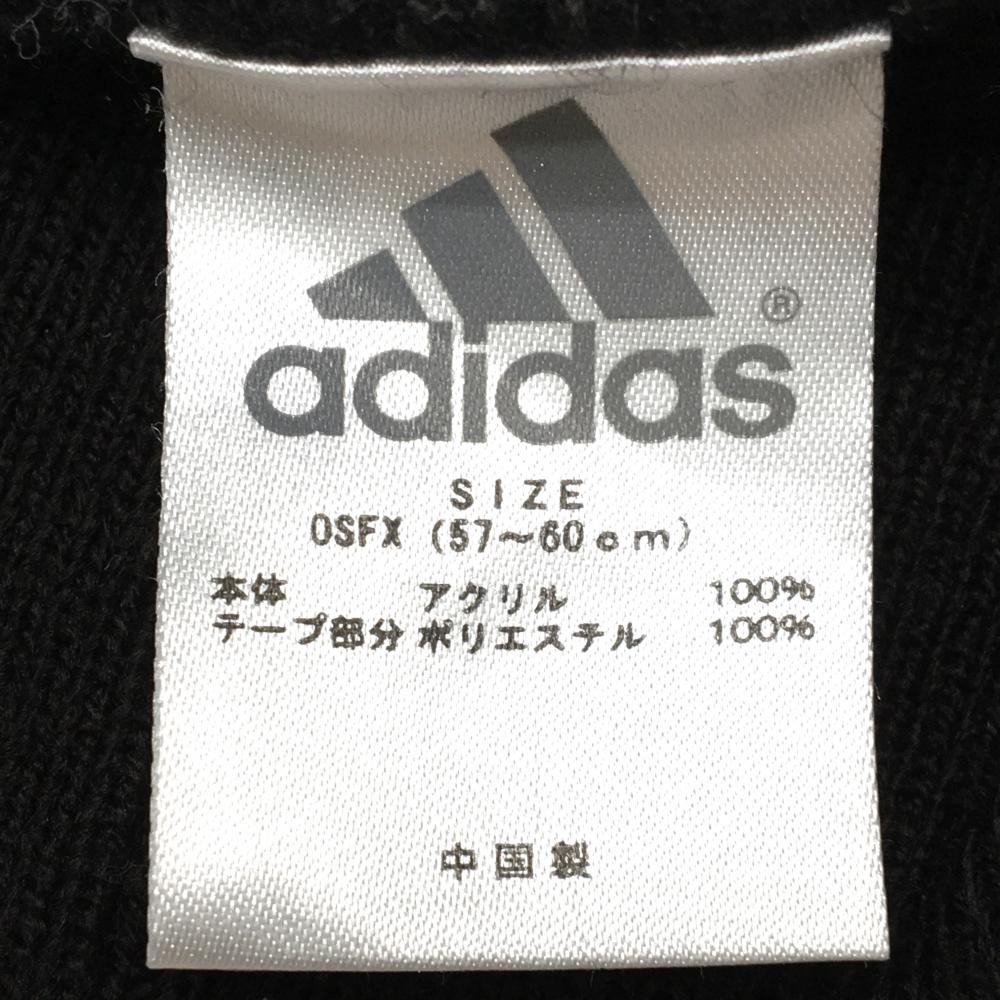 adidas®
SIZE
OSFX (57～60cm)
本体 アクリル 100%
テープ部分 ポリエステル 100%
中国製